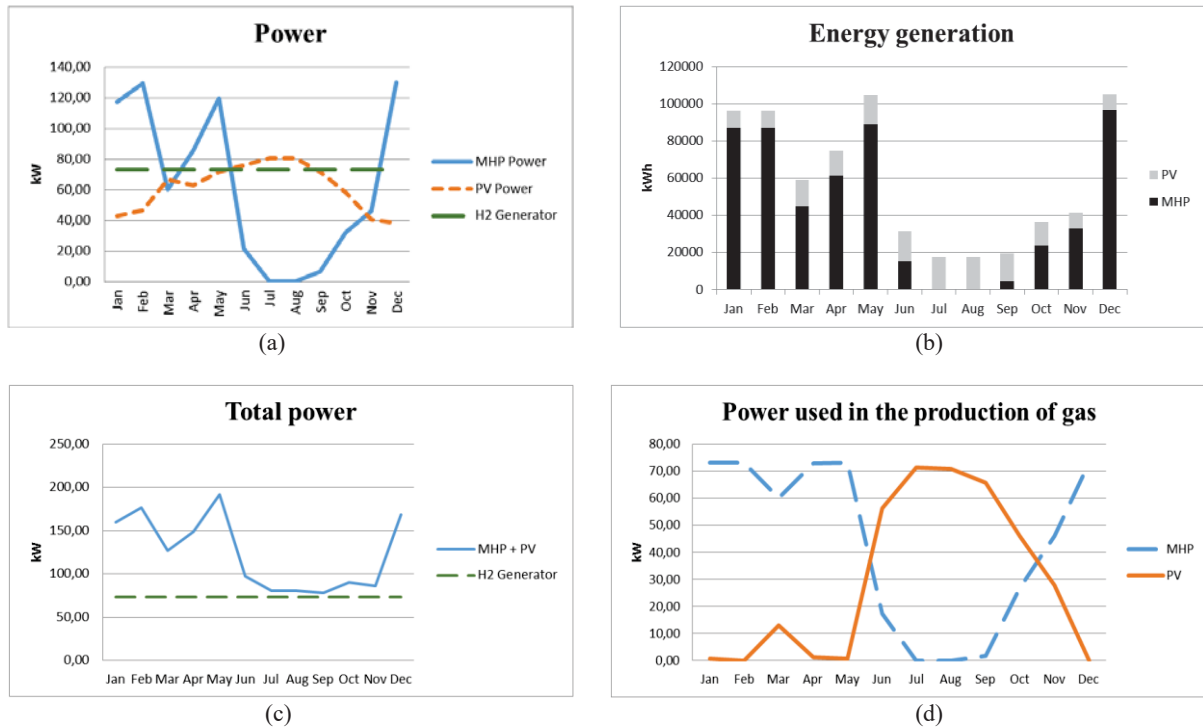 Power
140,00
120,00
100,00
80,00
60,00
40,00
20,00
0,00
kW
Jan
Feb
Mar
Apr
May
Jun
Jul
Aug
Sep
Oct
Nov
Dec
MHP Power
PV Power
H2 Generator
(a)
Energy generation
120000
100000
80000
60000
40000
20000
0
kWh
Jan Feb Mar Apr May Jun Jul Aug Sep Oct Nov Dec
PV
MHP
(b)
Total power
250,00
200,00
150,00
100,00
50,00
0,00
kW
Jan Feb Mar Apr May Jun Jul Aug Sep Oct Nov Dec
MHP + PV
H2 Generator
(c)
Power used in the production of gas
80,00
70,00
60,00
50,00
40,00
30,00
20,00
10,00
0,00
kW
Jan Feb Mar Apr May Jun Jul Aug Sep Oct Nov Dec
MHP
PV
(d)